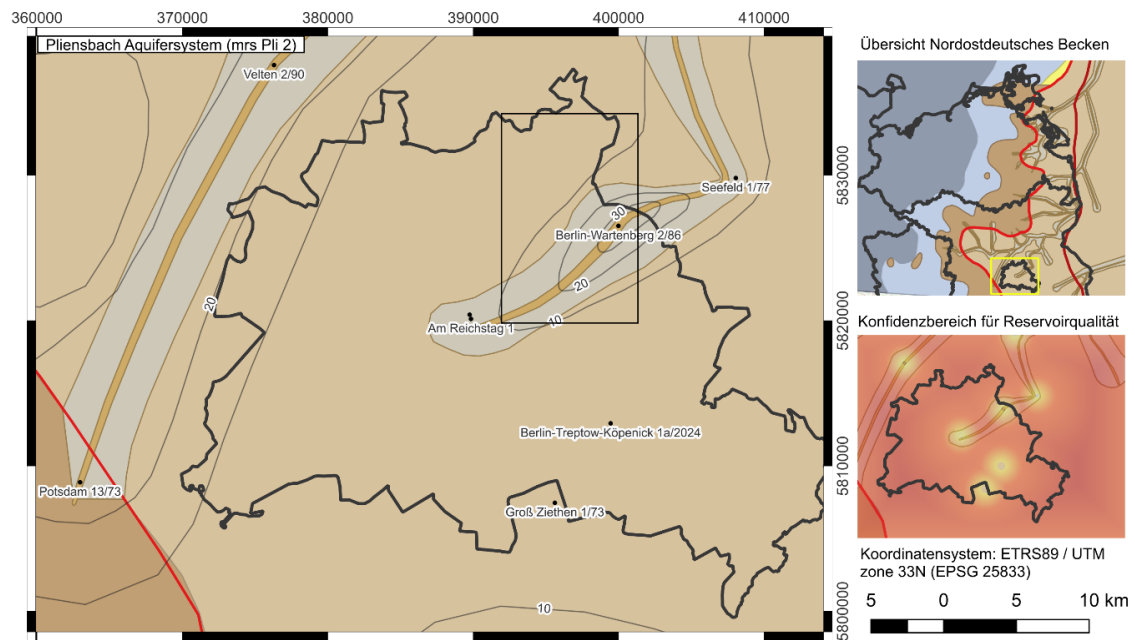 360000 370000 380000 390000 400000 410000
Pliensbach Aquifersystem (mrs Pli 2)
Velten 2/90
Seefeld 1/77
30
Berlin-Wartenberg 2/86
20
20
10
Am Reichstag 1
Berlin-Treptow-Köpenick 1a/2024
Potsdam 13/73
Groß Ziethen 1/73
10
5830000
5820000
5810000
5800000
Übersicht Nordostdeutsches Becken
Konfidenzbereich für Reservoirqualität
Koordinatensystem: ETRS89 / UTM
zone 33N (EPSG 25833)
5 0 5 10 km